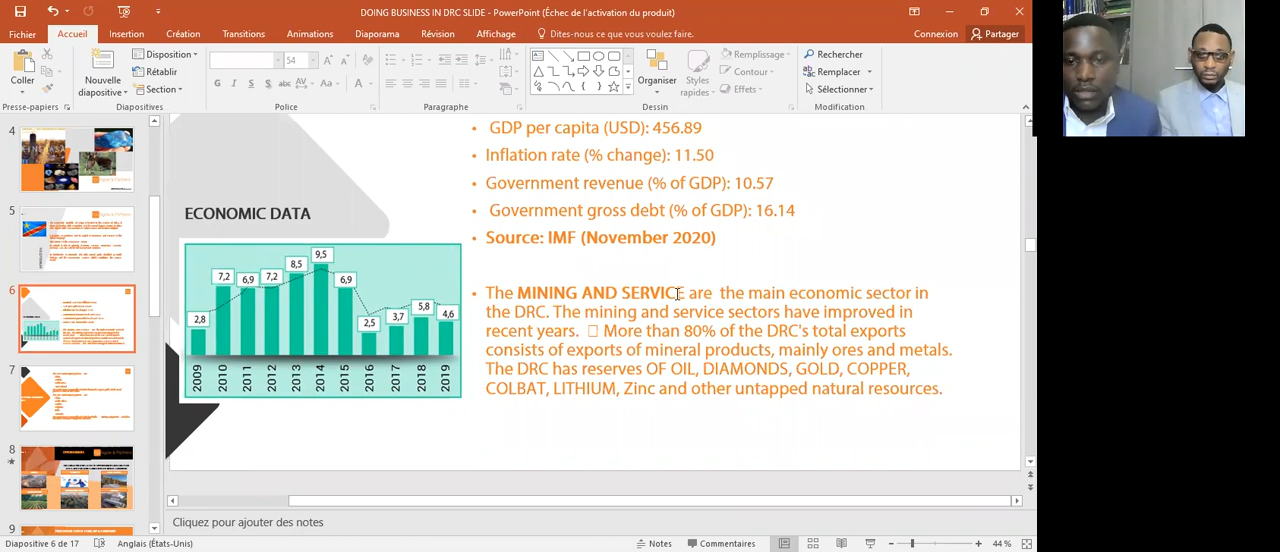 DOING BUSINESS IN DRC SLIDE - PowerPoint (Échec de l'activation du produit)
Fichier Accueil Insertion Création Transitions Animations Diaporama Révision Affichage Dites-nous ce que vous voulez faire. Connexion Partager
Coller
Nouvelle diapositive
Disposition
Rétablir
Section
54
G I S
Organiser
Styles rapides
Remplissage
Contour
Effets
Rechercher
Remplacer
Sélectionner
Presse-papiers Diapositives Police Paragraphe Dessin Modification
4
5
6
7
8
9
ECONOMIC DATA
2,8 7,2 6,9 7,2 8,5 9,5 6,9 2,5 3,7 5,8 4,6
2009 2010 2011 2012 2013 2014 2015 2016 2017 2018 2019
• GDP per capita (USD): 456.89
• Inflation rate (% change): 11.50
• Government revenue (% of GDP): 10.57
• Government gross debt (% of GDP): 16.14
• Source: IMF (November 2020)
• The MINING AND SERVICE are the main economic sector in
the DRC. The mining and service sectors have improved in
recent years. More than 80% of the DRC's total exports
consists of exports of mineral products, mainly ores and metals.
The DRC has reserves OF OIL, DIAMONDS, GOLD, COPPER,
COLBAT, LITHIUM, Zinc and other untapped natural resources.
Cliquez pour ajouter des notes
Diapositive 6 de 17 Anglais (États-Unis) Notes Commentaires 44 %